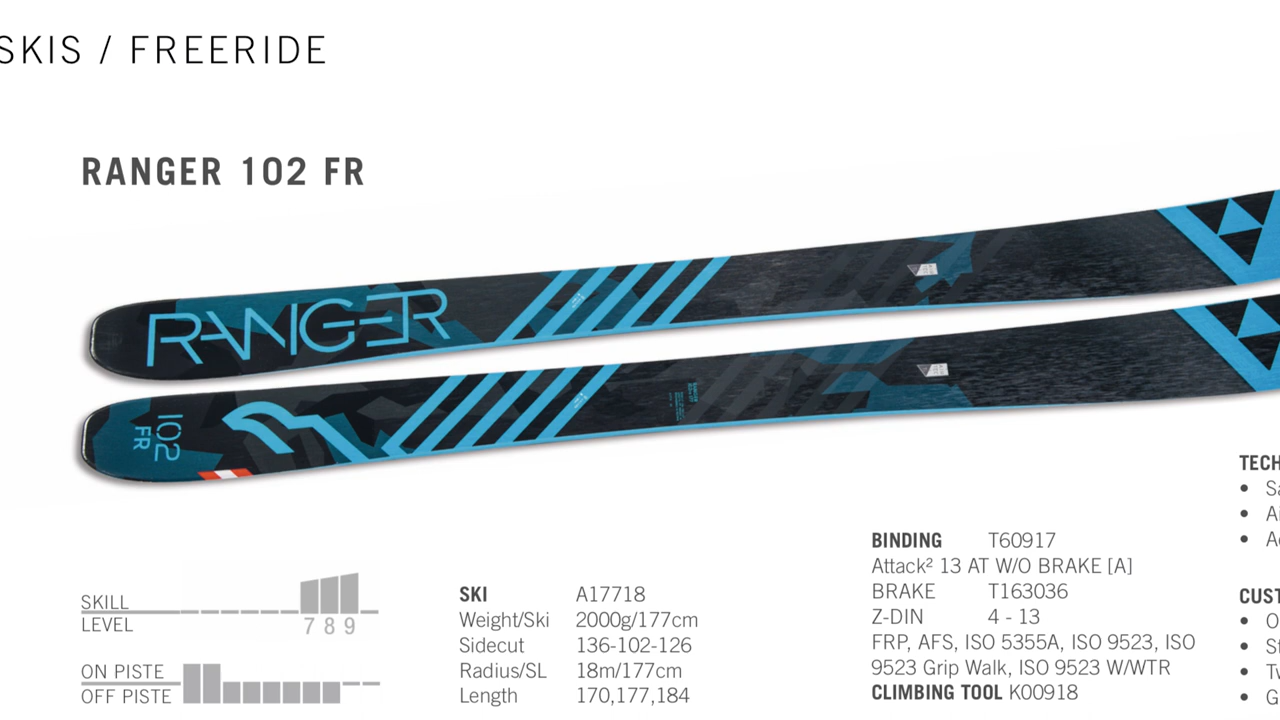 SKIS / FREERIDE
RANGER 102 FR
RANGER
102
FR
SKILL
LEVEL
7 8 9
ON PISTE
OFF PISTE
SKI A17718
Weight/Ski 2000g/177cm
Sidecut 136-102-126
Radius/SL 18m/177cm
Length 170,177,184
BINDING T60917
Attack² 13 AT W/O BRAKE [A]
BRAKE T163036
Z-DIN 4 - 13
FRP, AFS, ISO 5355A, ISO 9523, ISO
9523 Grip Walk, ISO 9523 W/WTR
CLIMBING TOOL K00918